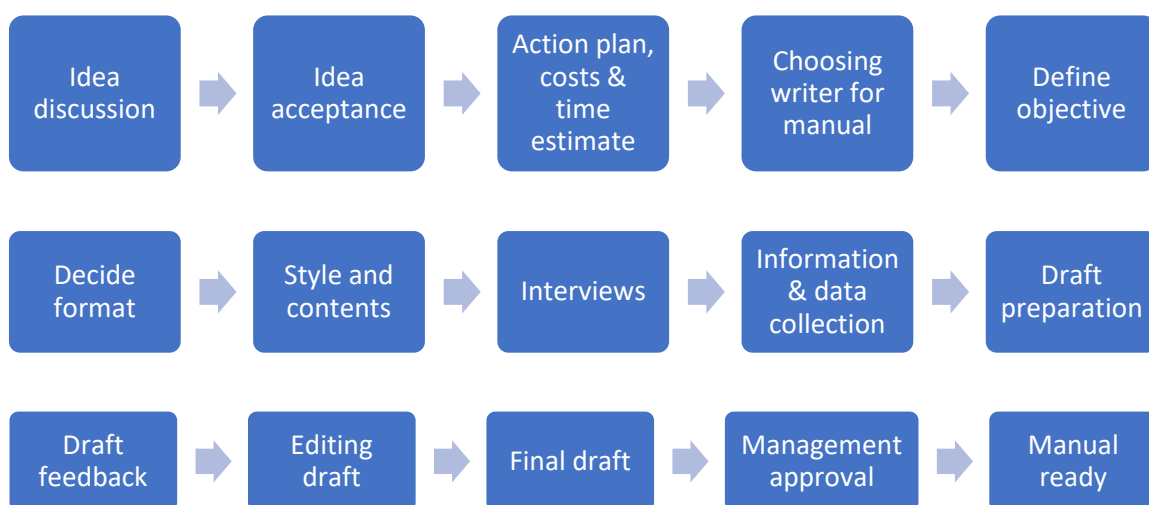 Idea
discussion
Idea
acceptance
Action plan,
costs &
time
estimate
Choosing
writer for
manual
Define
objective
Decide
format
Style and
contents
Interviews
Information
& data
collection
Draft
preparation
Draft
feedback
Editing
draft
Final draft
Management
approval
Manual
ready